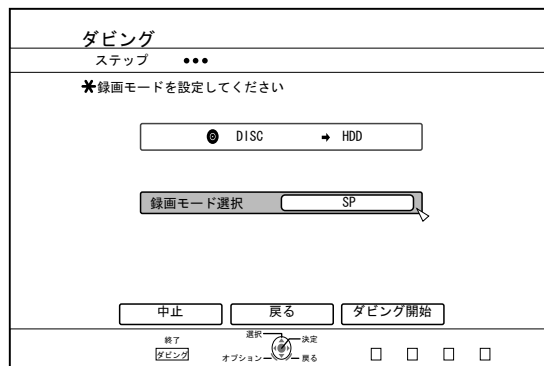 ダビング
ステップ •••
*録画モードを設定してください
DISC → HDD
録画モード選択 SP
中止 戻る ダビング開始
終了 選択 決定
ダビング オプション 戻る